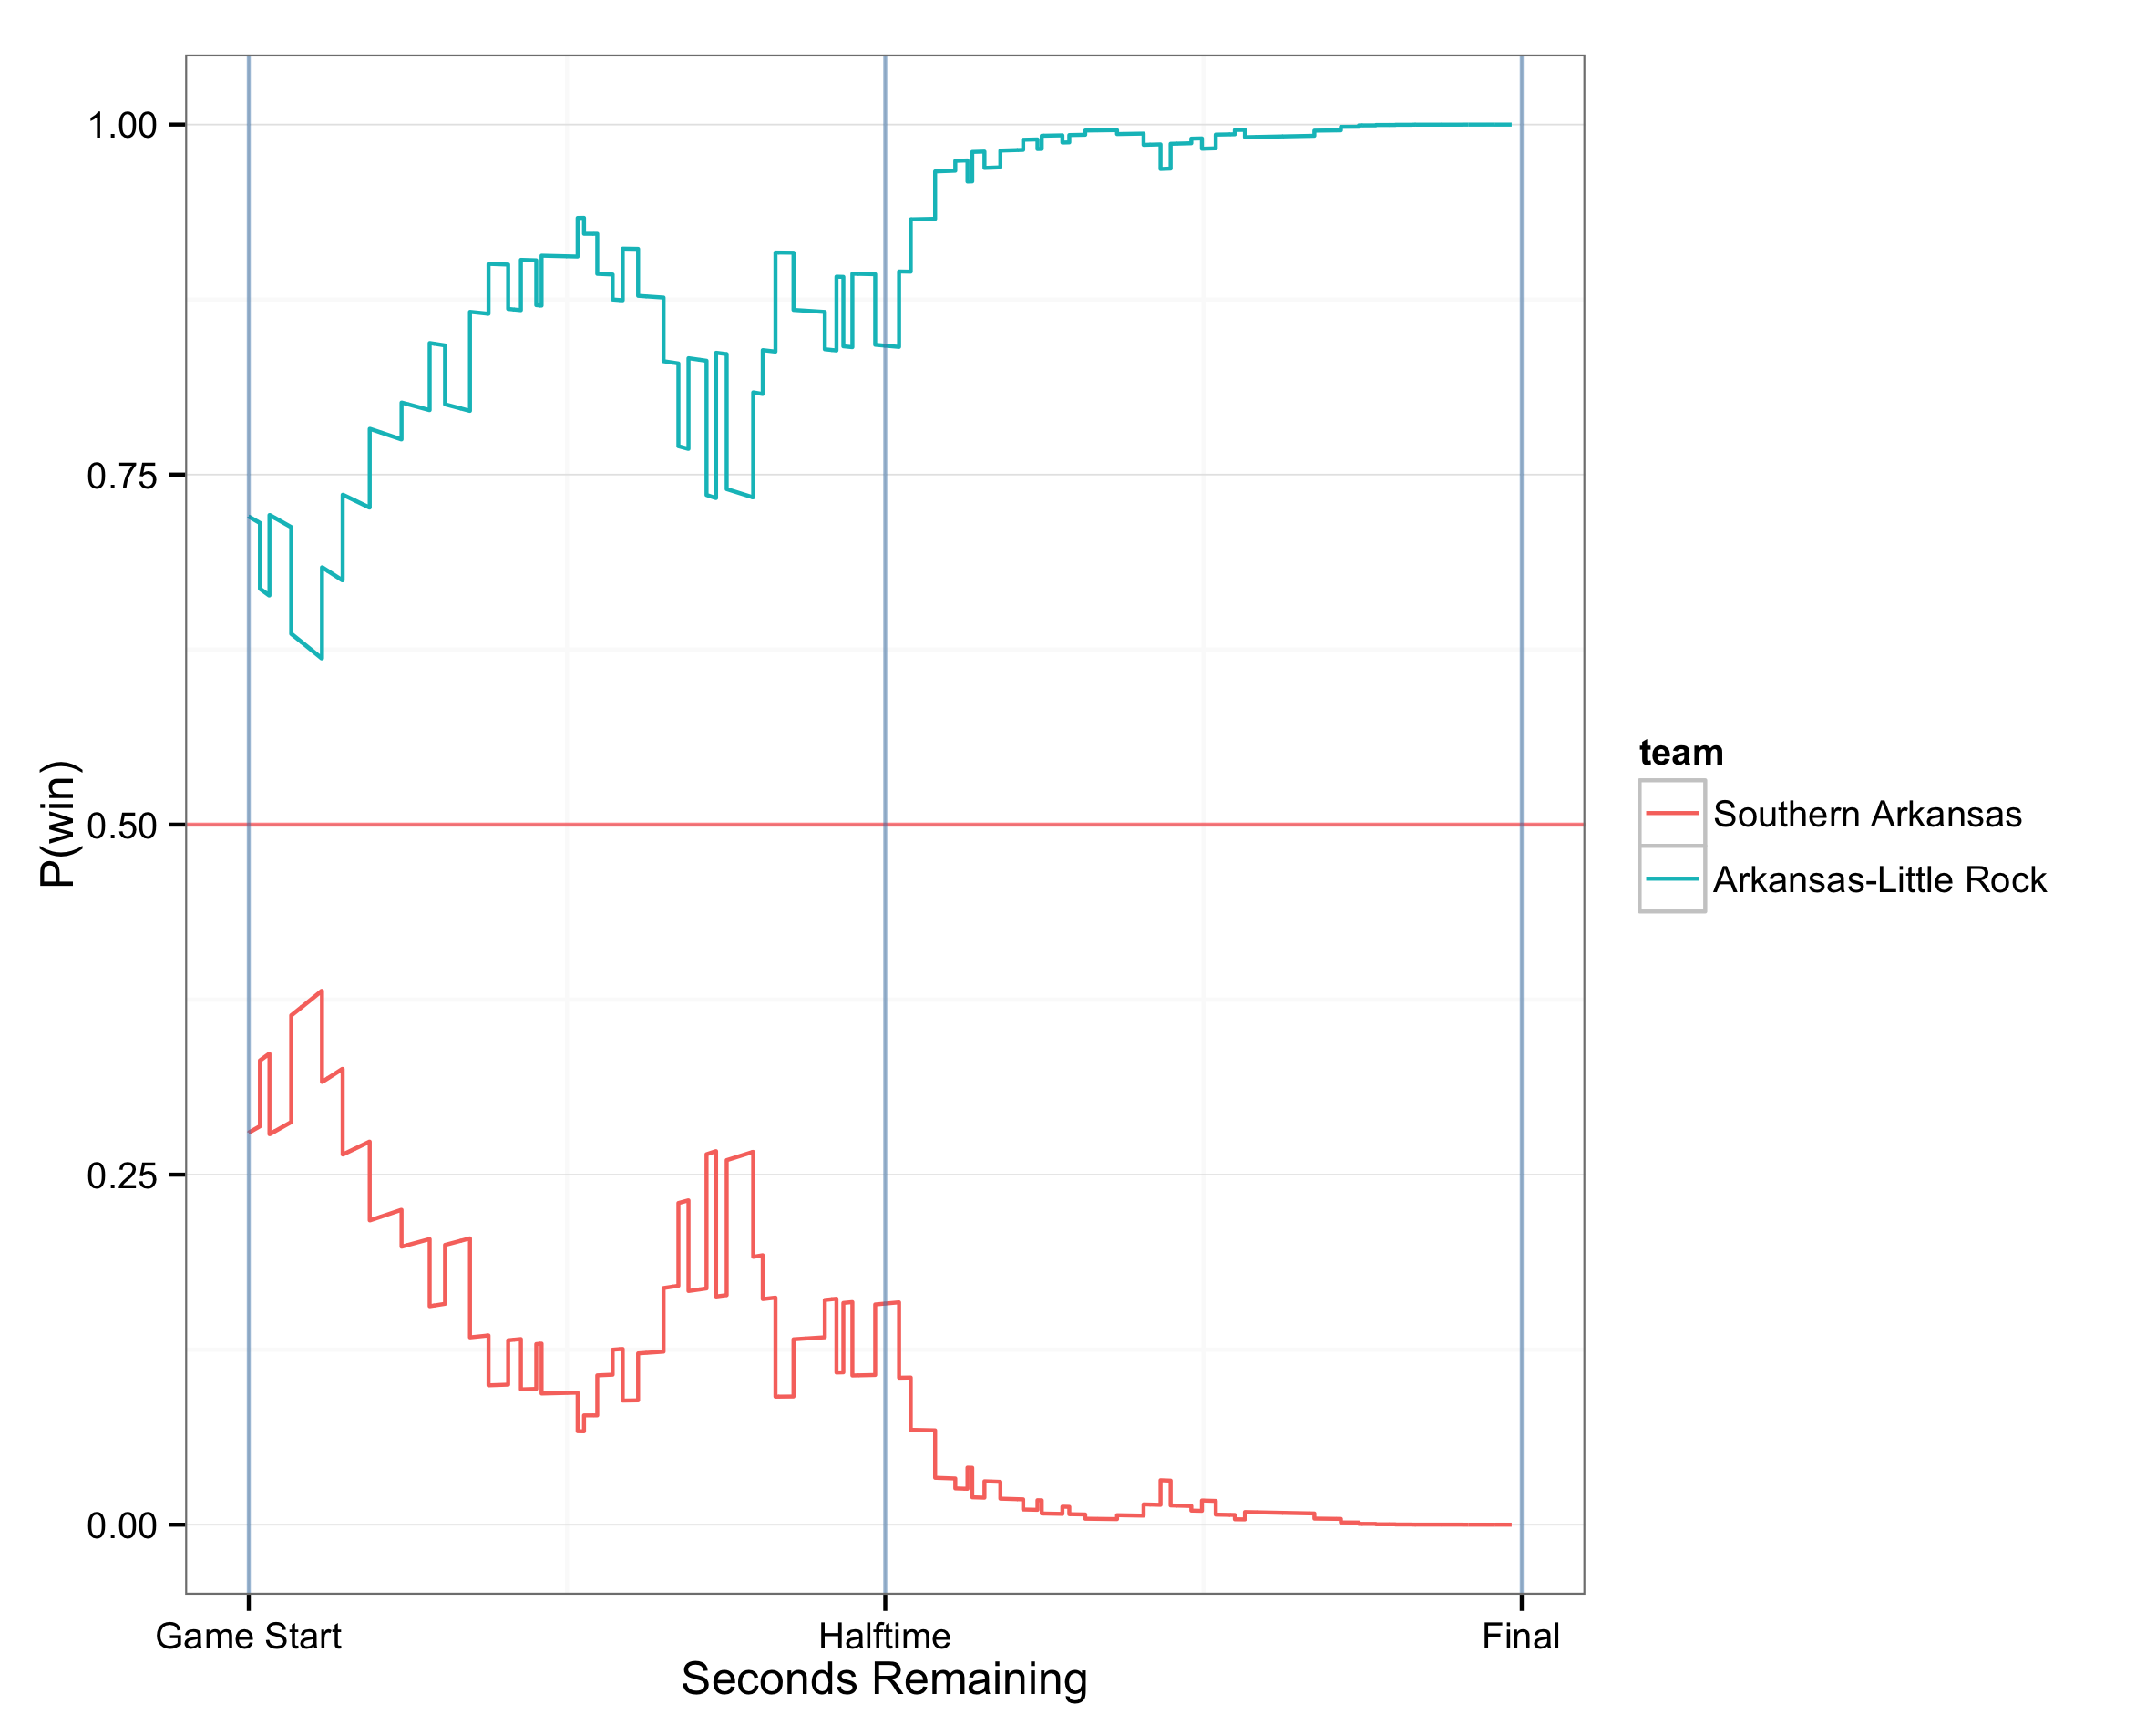 1.00
0.75
0.50
0.25
0.00
P(win)
Game Start
Halftime
Final
Seconds Remaining
team
Southern Arkansas
Arkansas-Little Rock